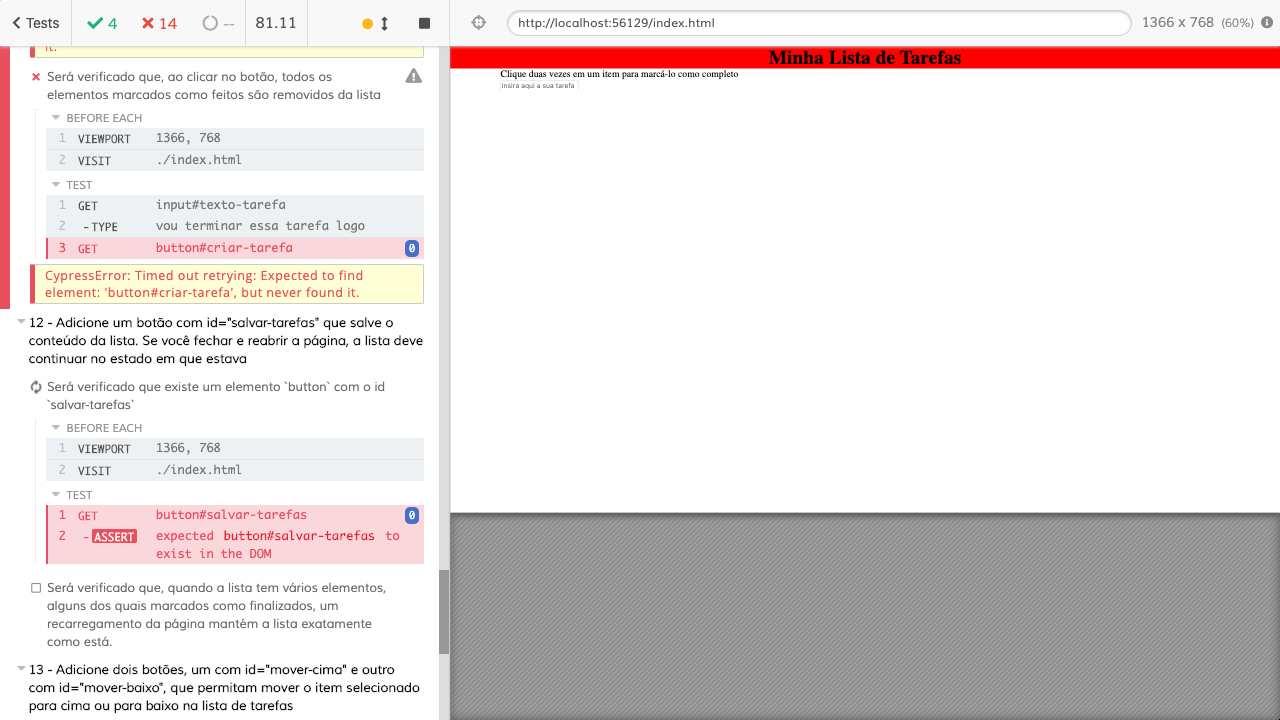 Tests
4
14
--
81.11
http://localhost:56129/index.html
1366 x 768 (60%)
it.
Será verificado que, ao clicar no botão, todos os
elementos marcados como feitos são removidos da lista
BEFORE EACH
1 VIEWPORT 1366, 768
2 VISIT ./index.html
TEST
1 GET input#texto-tarefa
2 -TYPE vou terminar essa tarefa logo
3 GET button#criar-tarefa 0
CypressError: Timed out retrying: Expected to find
element: 'button#criar-tarefa', but never found it.
12 - Adicione um botão com id="salvar-tarefas" que salve o
conteúdo da lista. Se você fechar e reabrir a página, a lista deve
continuar no estado em que estava
Será verificado que existe um elemento `button` com o id
`salvar-tarefas`
BEFORE EACH
1 VIEWPORT 1366, 768
2 VISIT ./index.html
TEST
1 GET button#salvar-tarefas 0
2 -ASSERT expected button#salvar-tarefas to
exist in the DOM
Será verificado que, quando a lista tem vários elementos,
alguns dos quais marcados como finalizados, um
recarregamento da página mantém a lista exatamente
como está.
13 - Adicione dois botões, um com id="mover-cima" e outro
com id="mover-baixo", que permitam mover o item selecionado
para cima ou para baixo na lista de tarefas
Minha Lista de Tarefas
Clique duas vezes em um item para marcá-lo como completo
Insira aqui a sua tarefa